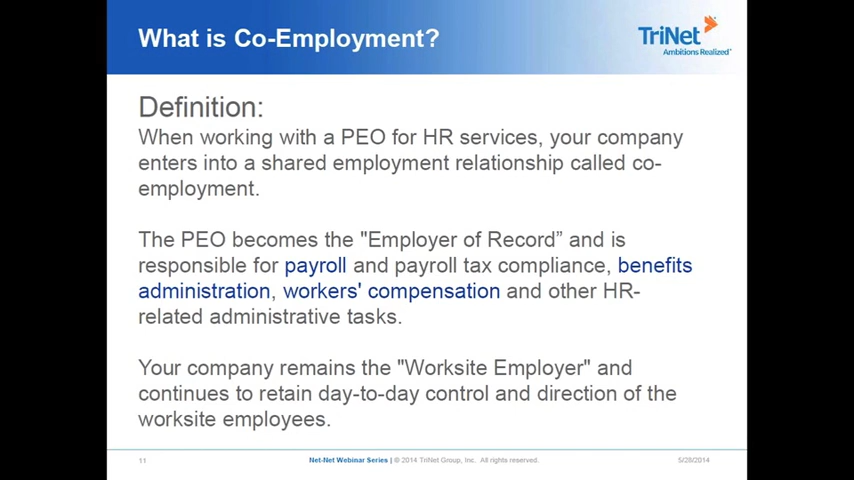 What is Co-Employment?
TriNet
Ambitions Realized
Definition:
When working with a PEO for HR services, your company
enters into a shared employment relationship called co-
employment.
The PEO becomes the "Employer of Record” and is
responsible for payroll and payroll tax compliance, benefits
administration, workers' compensation and other HR-
related administrative tasks.
Your company remains the "Worksite Employer" and
continues to retain day-to-day control and direction of the
worksite employees.
11
Net-Net Webinar Series | © 2014 TriNet Group, Inc. All rights reserved.
5/28/2014